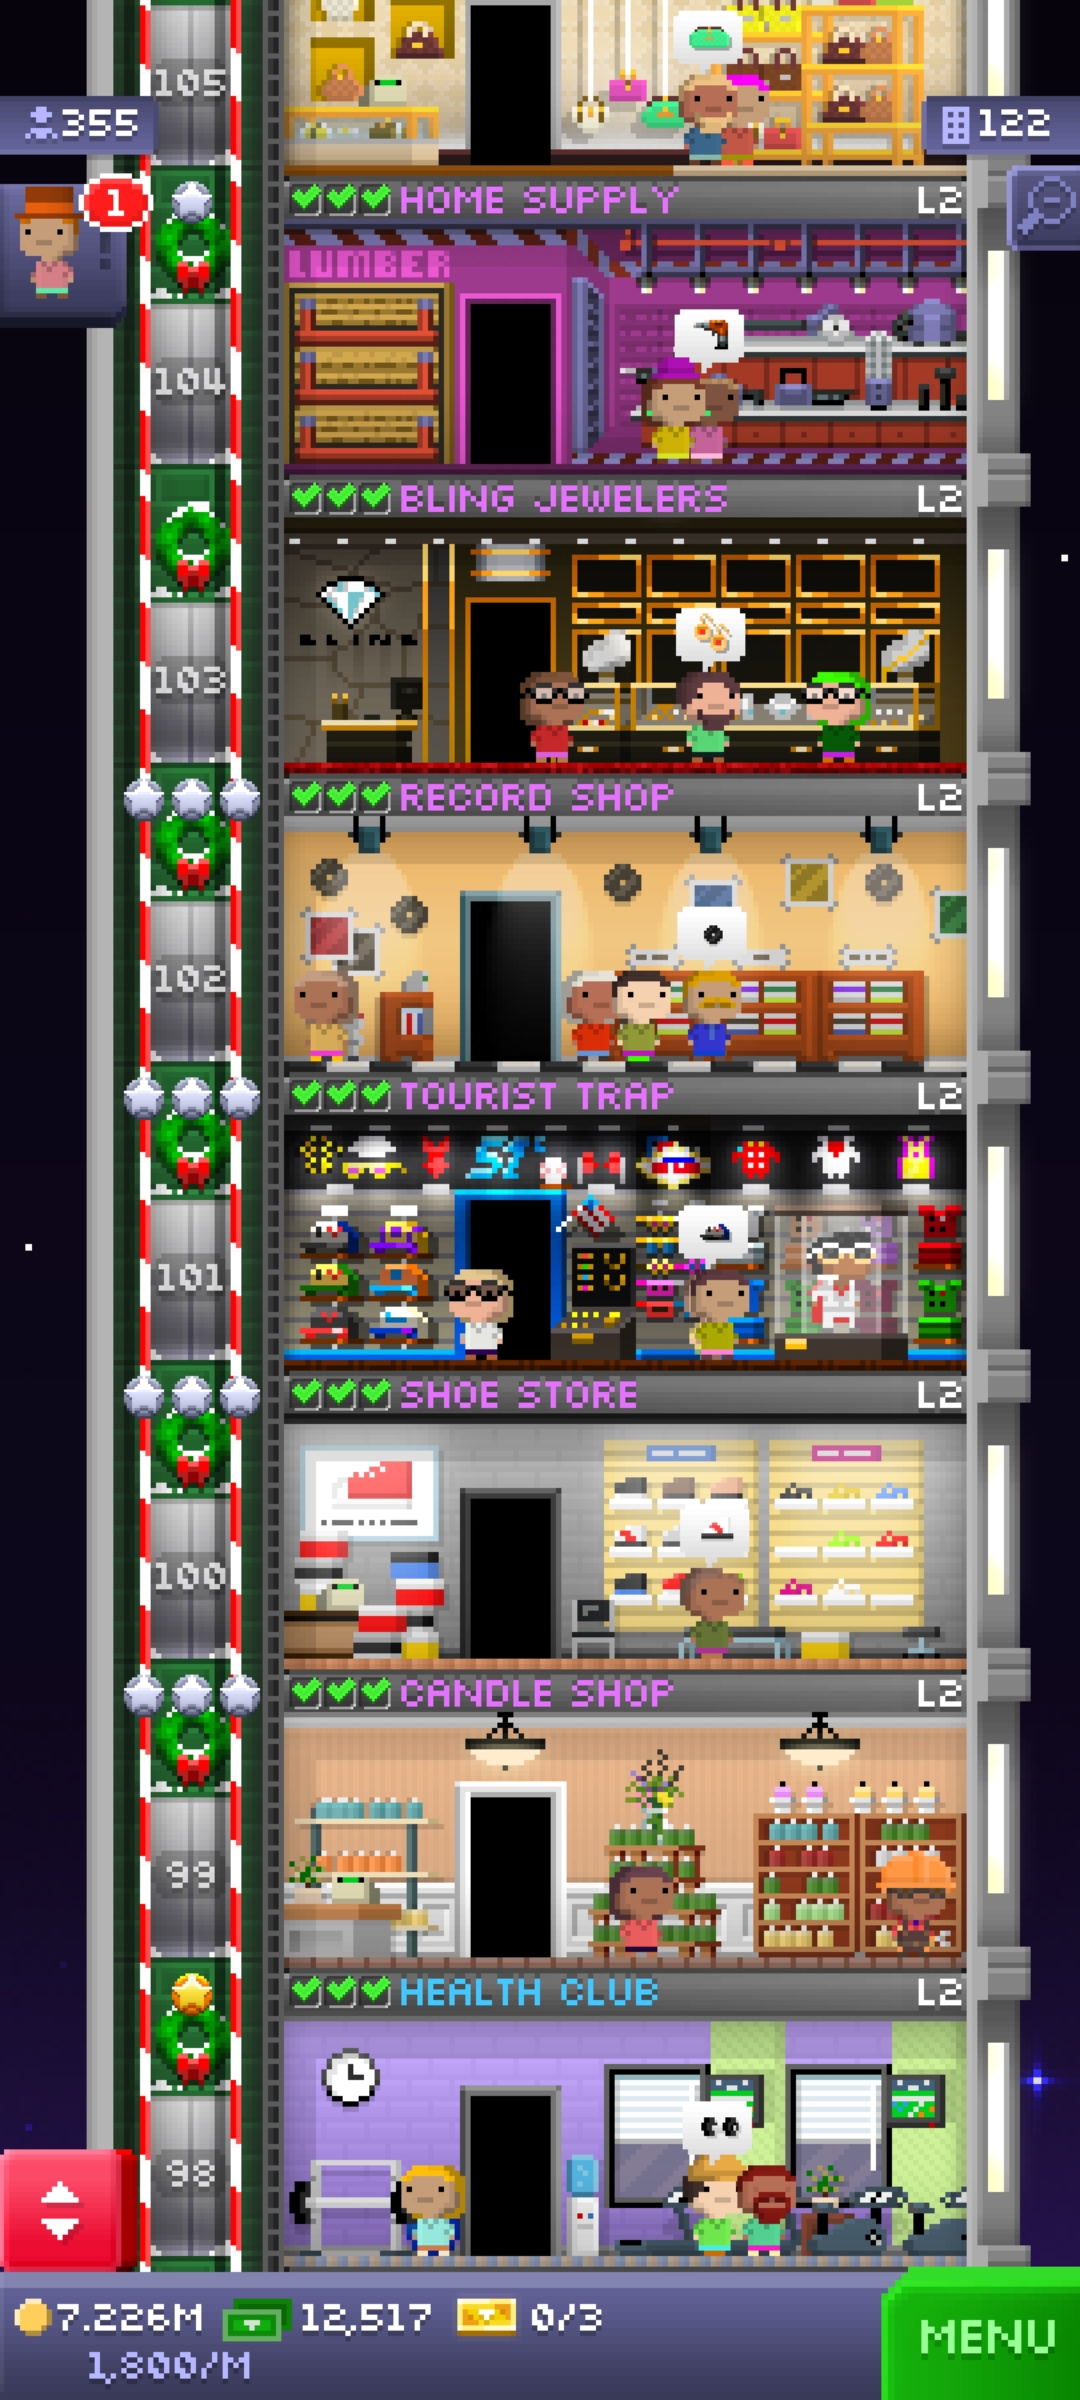 105
355
122
1
HOME SUPPLY L2
LUMBER
104
BLING JEWELERS L2
BLING
103
RECORD SHOP L2
102
TOURIST TRAP L2
101
SHOE STORE L2
100
CANDLE SHOP L2
99
HEALTH CLUB L2
98
7.226M 12,517 0/3
1,800/M
MENU